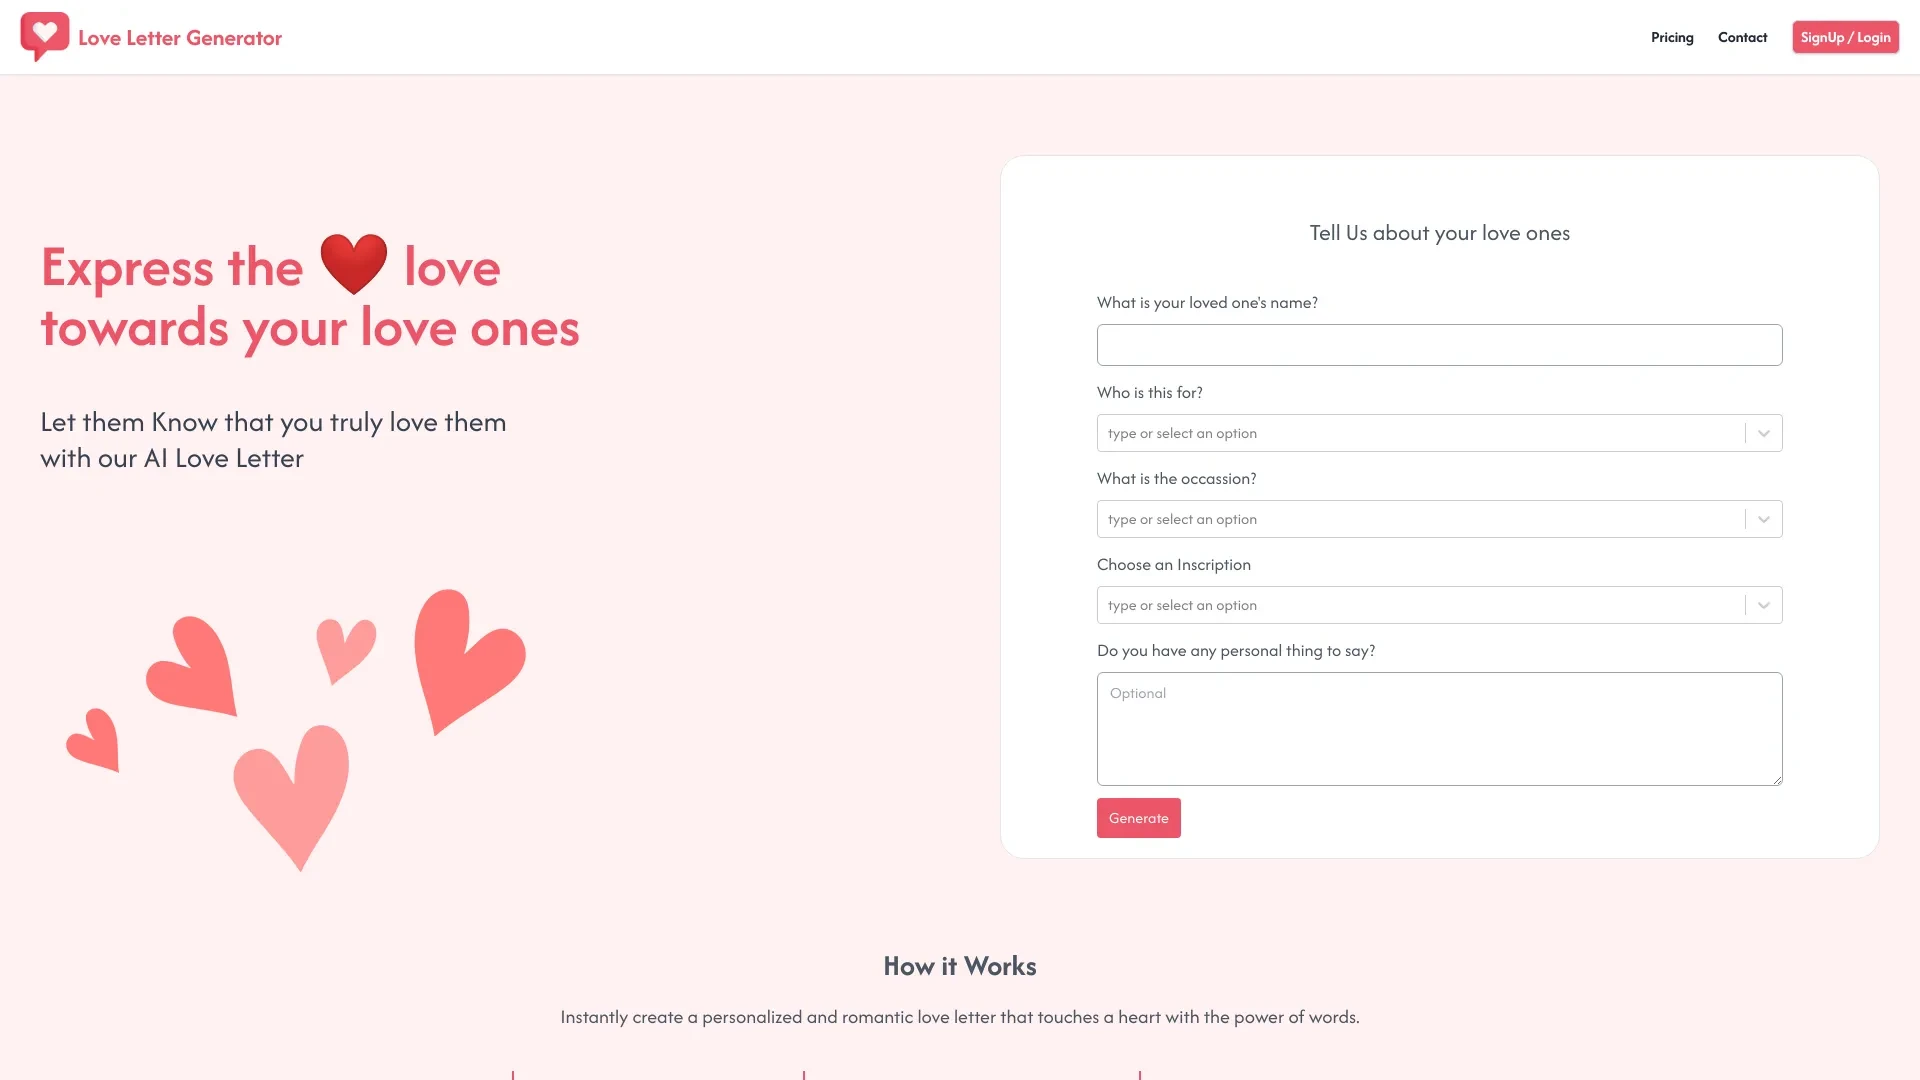 Love Letter Generator
Pricing
Contact
SignUp / Login
Express the ❤️ love
towards your love ones
Let them Know that you truly love them
with our AI Love Letter
Tell Us about your love ones
What is your loved one's name?
Who is this for?
type or select an option
What is the occassion?
type or select an option
Choose an Inscription
type or select an option
Do you have any personal thing to say?
Optional
Generate
How it Works
Instantly create a personalized and romantic love letter that touches a heart with the power of words.